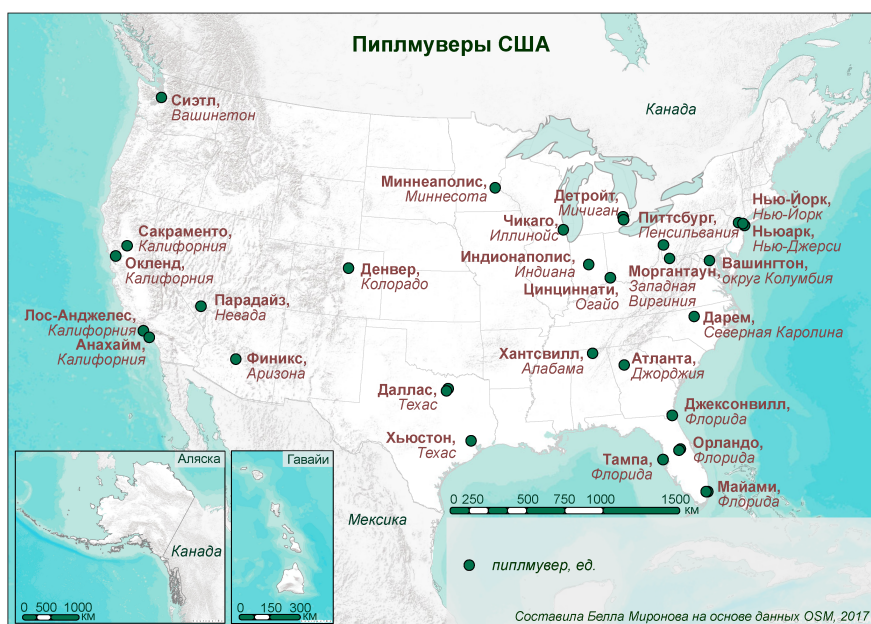 Пиплмуверы США
Канада
Сиэтл,
Вашингтон
Миннеаполис,
Миннесота
Детройт,
Мичиган
Чикаго,
Иллинойс
Питтсбург,
Пенсильвания
Нью-Йорк,
Нью-Йорк
Ньюарк,
Нью-Джерси
Сакраменто,
Калифорния
Окленд,
Калифорния
Денвер,
Колорадо
Индионаполис,
Индиана
Цинциннати,
Огайо
Моргантаун,
Западная
Виргиния
Вашингтон,
округ Колумбия
Парадайз,
Невада
Лос-Анджелес,
Калифорния
Анахайм,
Калифорния
Дарем,
Северная Каролина
Финикс,
Аризона
Хантсвилл,
Алабама
Атланта,
Джорджия
Даллас,
Техас
Джексонвилл,
Флорида
Хьюстон,
Техас
Орландо,
Флорида
Тампа,
Флорида
Майами,
Флорида
Аляска
Гавайи
Канада
Мексика
0 250 500 750 1000 1500
км
0 500 1000
км
0 150 300
км
пиплмувер, ед.
Составила Белла Миронова на основе данных OSM, 2017